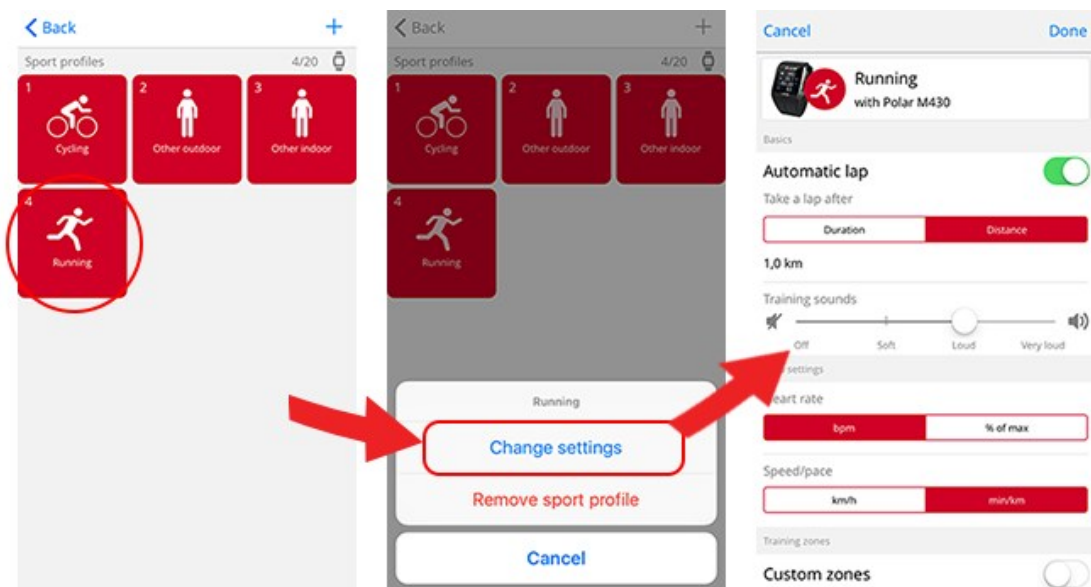 Back
Sport profiles 4/20
1 2 3
Cycling Other outdoor Other indoor
4
Running
Back
Sport profiles 4/20
1 2 3
Cycling Other outdoor Other indoor
4
Running
Running
Change settings
Remove sport profile
Cancel
Cancel Done
Running
with Polar M430
Basics
Automatic lap
Take a lap after
Duration Distance
1,0 km
Training sounds
Off Soft Loud Very loud
settings
eart rate
bpm % of max
Speed/pace
km/h min/km
Training zones
Custom zones